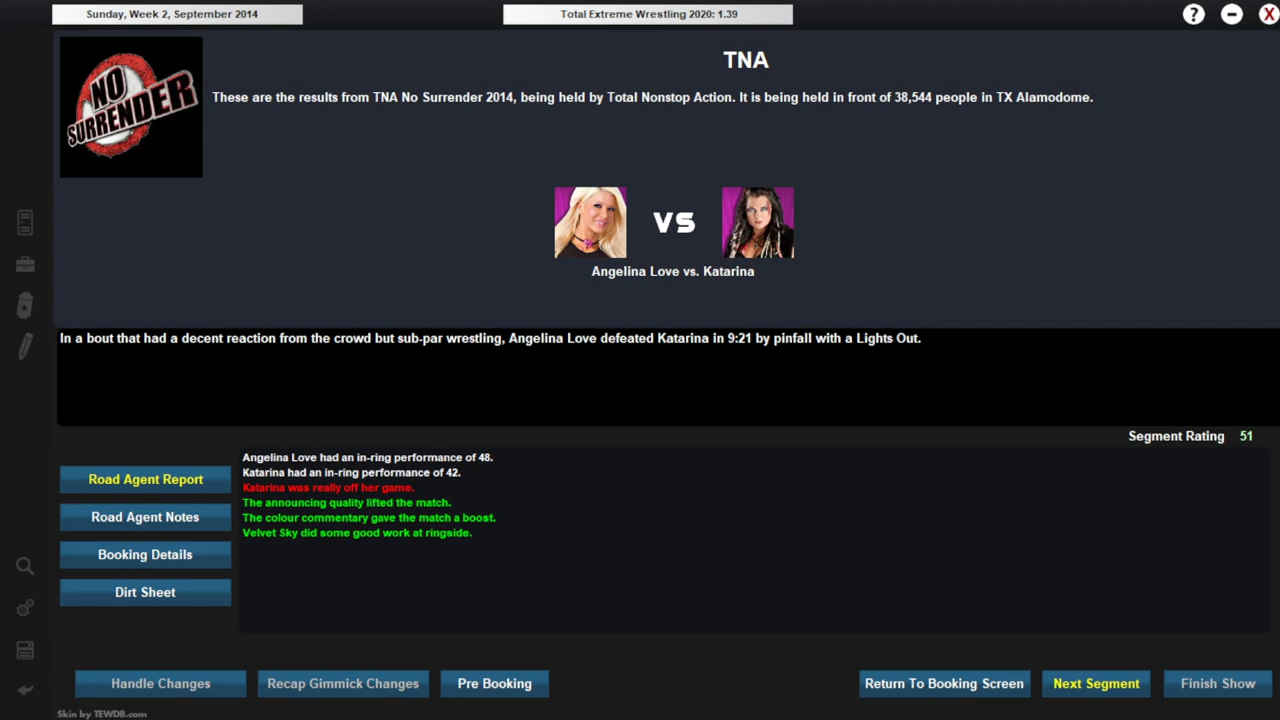 Sunday, Week 2, September 2014
Total Extreme Wrestling 2020: 1.39
?
X
NO
SURRENDER
TNA
These are the results from TNA No Surrender 2014, being held by Total Nonstop Action. It is being held in front of 38,544 people in TX Alamodome.
VS
Angelina Love vs. Katarina
In a bout that had a decent reaction from the crowd but sub-par wrestling, Angelina Love defeated Katarina in 9:21 by pinfall with a Lights Out.
Segment Rating 51
Angelina Love had an in-ring performance of 48.
Katarina had an in-ring performance of 42.
Katarina was really off her game.
The announcing quality lifted the match.
The colour commentary gave the match a boost.
Velvet Sky did some good work at ringside.
Road Agent Report
Road Agent Notes
Booking Details
Dirt Sheet
Handle Changes
Recap Gimmick Changes
Pre Booking
Return To Booking Screen
Next Segment
Finish Show
Skin by TEWDB.com